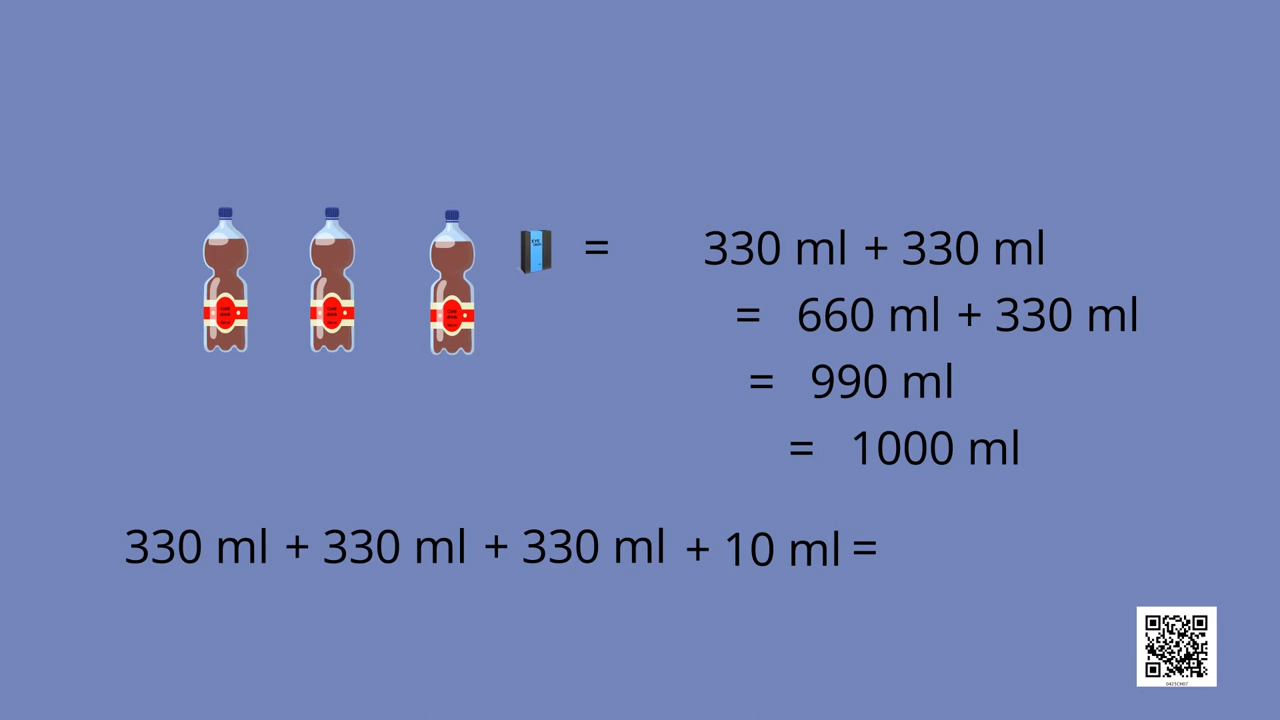 = 330 ml + 330 ml
= 660 ml + 330 ml
= 990 ml
= 1000 ml
330 ml + 330 ml + 330 ml + 10 ml =
0425CH07